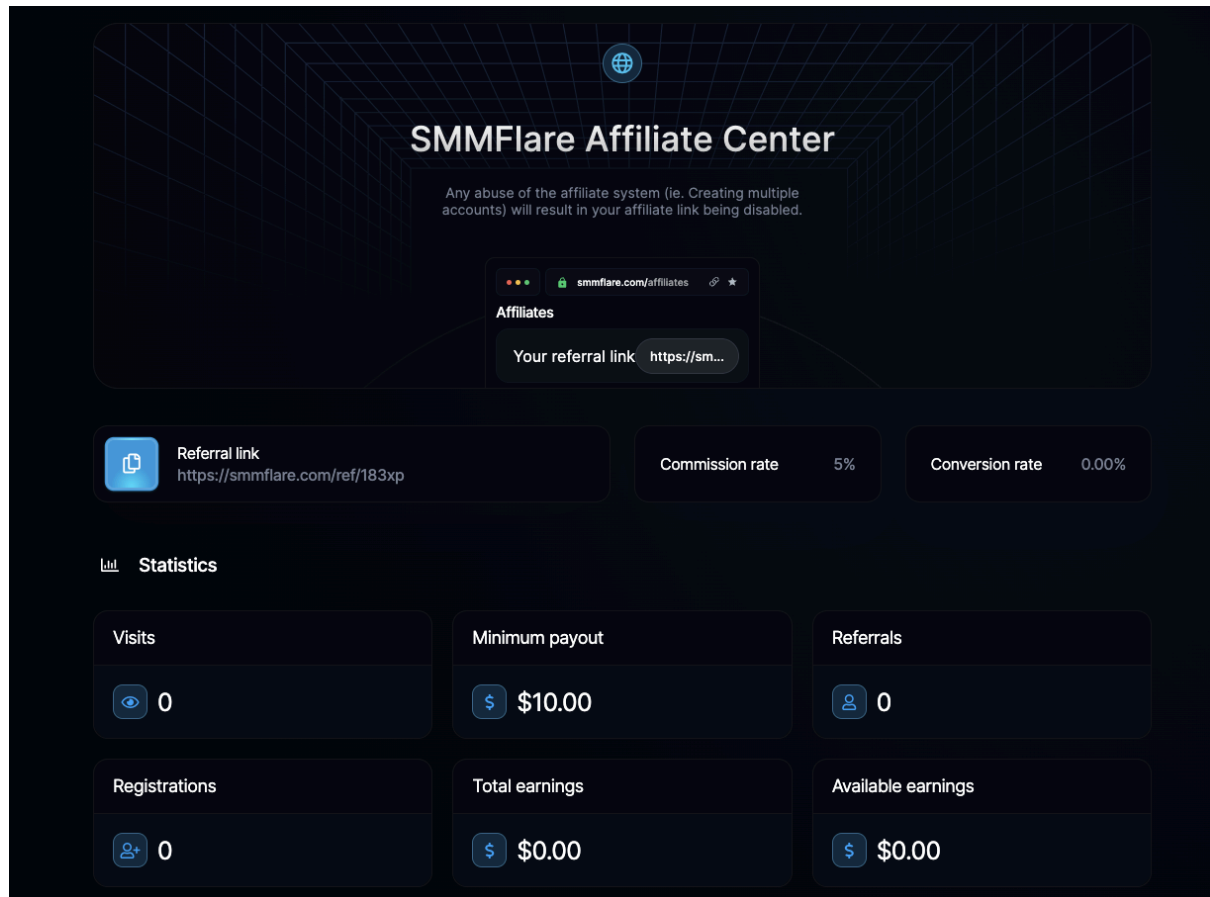 SMMFlare Affiliate Center
Any abuse of the affiliate system (ie. Creating multiple
accounts) will result in your affiliate link being disabled.
smmflare.com/affiliates
Affiliates
Your referral link https://sm...
Referral link
https://smmflare.com/ref/183xp
Commission rate 5%
Conversion rate 0.00%
Statistics
Visits
0
Minimum payout
$10.00
Referrals
0
Registrations
0
Total earnings
$0.00
Available earnings
$0.00